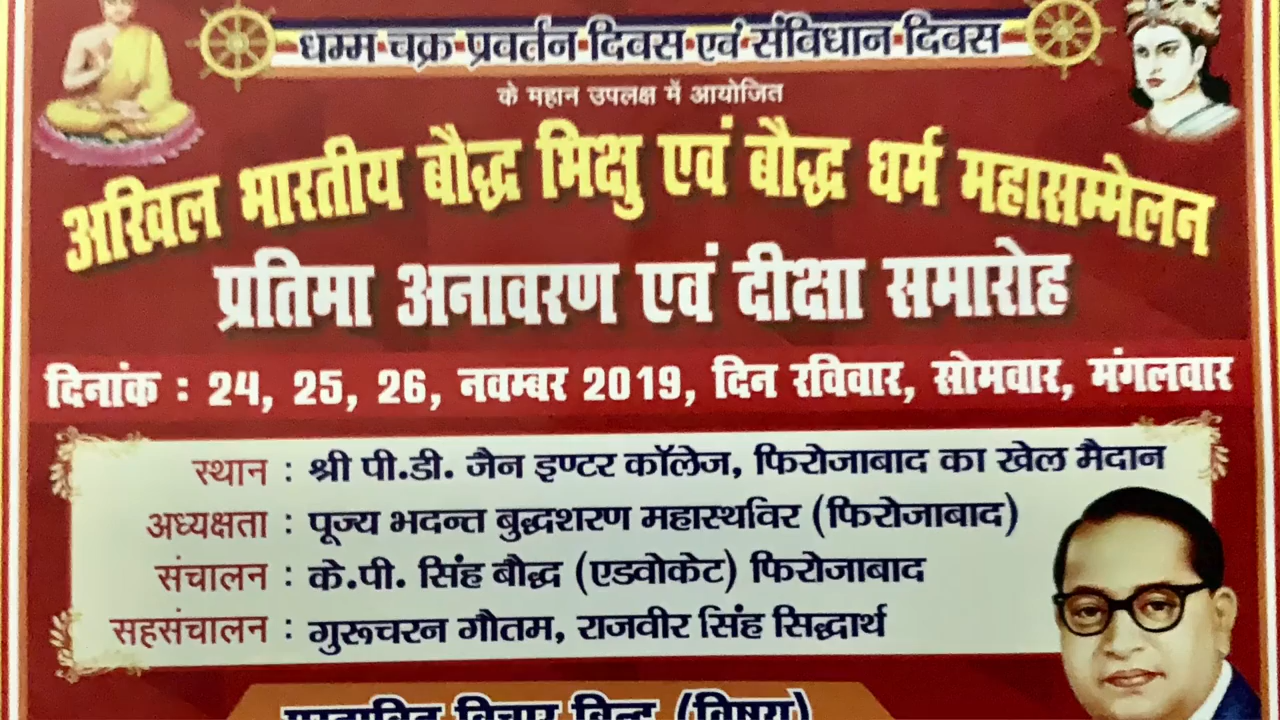 धम्म चक्र प्रवर्तन दिवस एवं संविधान दिवस
के महान उपलक्ष में आयोजित
अखिल भारतीय बौद्ध भिक्षु एवं बौद्ध धर्म महासम्मेलन
प्रतिमा अनावरण एवं दीक्षा समारोह
दिनांक : 24, 25, 26, नवम्बर 2019, दिन रविवार, सोमवार, मंगलवार
स्थान : श्री पी.डी. जैन इण्टर कॉलेज, फिरोजाबाद का खेल मैदान
अध्यक्षता : पूज्य भदन्त बुद्धशरण महास्थविर (फिरोजाबाद)
संचालन : के.पी. सिंह बौद्ध (एडवोकेट) फिरोजाबाद
सहसंचालन : गुरूचरन गौतम, राजवीर सिंह सिद्धार्थ
विचार बिन्दु (विषय)